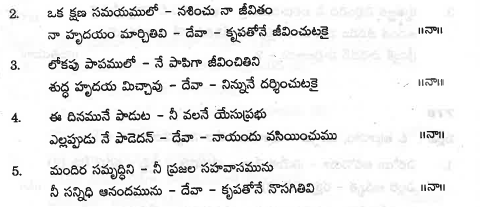 2. ఒక క్షణ సమయములో - నశించు నా జీవితం
నా హృదయం మార్చితివి - దేవా - కృపతోనే జీవించుటకై ॥నా॥
3. లోకపు పాపములో - నే పాపిగా జీవించితిని
శుద్ధ హృదయ మిచ్చావు - దేవా - నిన్నునే దర్శించుటకై ॥నా॥
4. ఈ దినమునే పాడుట - నీ వలనే యేసుప్రభు
ఎల్లప్పుడు నే పాడెదన్ - దేవా - నాయందు వసియించుము ॥నా॥
5. మందిర సమృద్ధిని - నీ ప్రజల సహవాసమును
నీ సన్నిధి ఆనందమును - దేవా - కృపతోనే నొసగితివి ॥నా॥